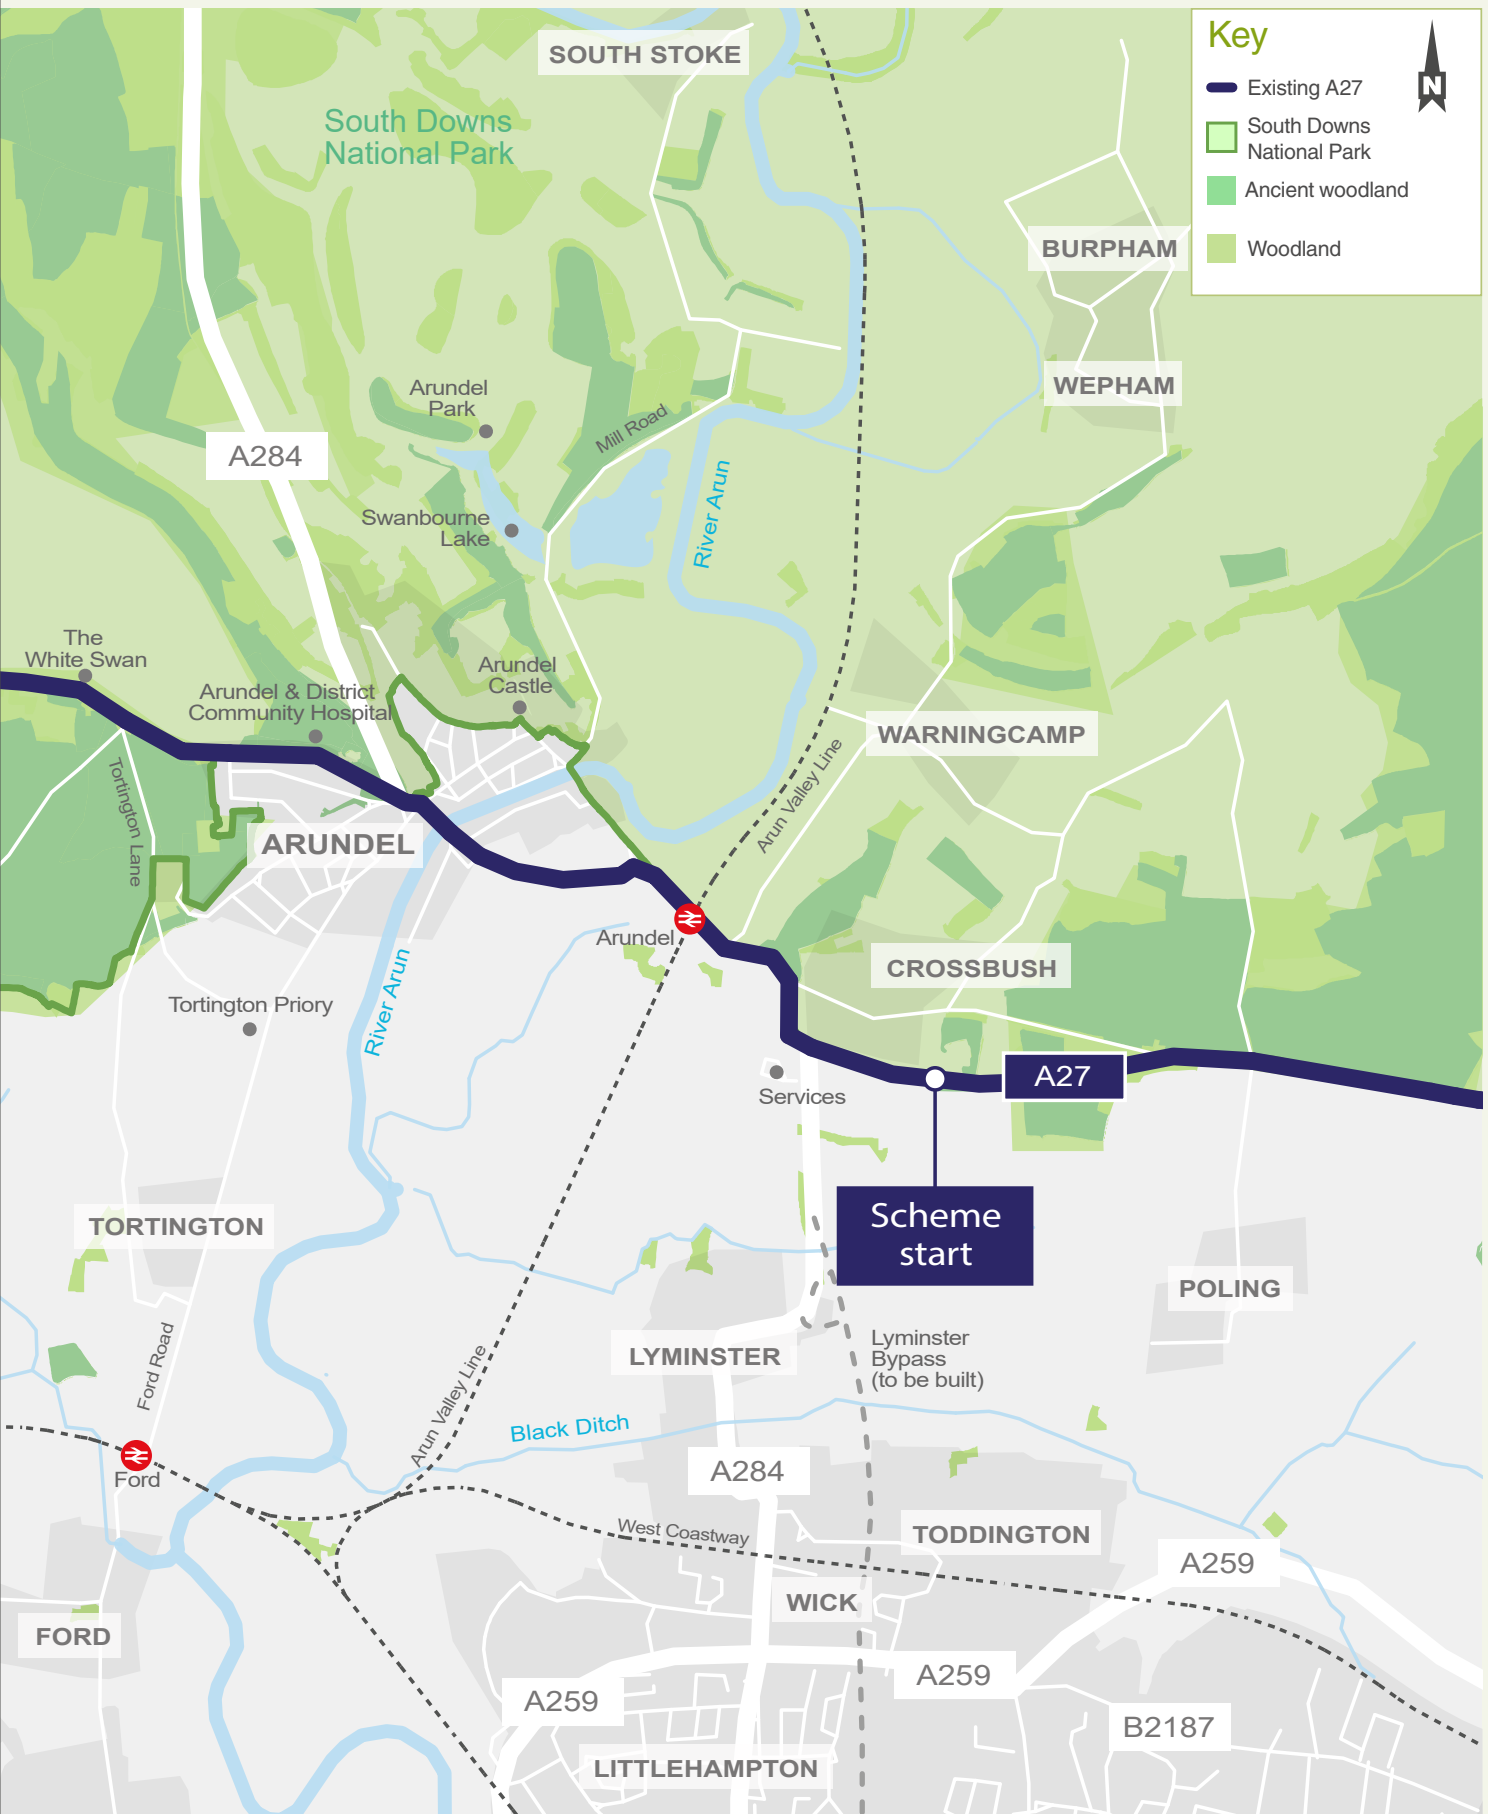 Key
N
Existing A27
South Downs
National Park
Ancient woodland
Woodland
SOUTH STOKE
South Downs
National Park
BURPHAM
WEPHAM
Arundel
Park
Mill Road
A284
River Arun
Swanbourne
Lake
The
White Swan
Arundel & District
Community Hospital
Arundel
Castle
WARNINGCAMP
Arun Valley Line
Tortington Lane
ARUNDEL
Arundel
CROSSBUSH
River Arun
Tortington Priory
A27
Services
Scheme
start
TORTINGTON
POLING
Ford Road
LYMINSTER
Lyminster
Bypass
(to be built)
Arun Valley Line
Black Ditch
Ford
A284
West Coastway
TODDINGTON
A259
WICK
FORD
A259
A259
B2187
LITTLEHAMPTON